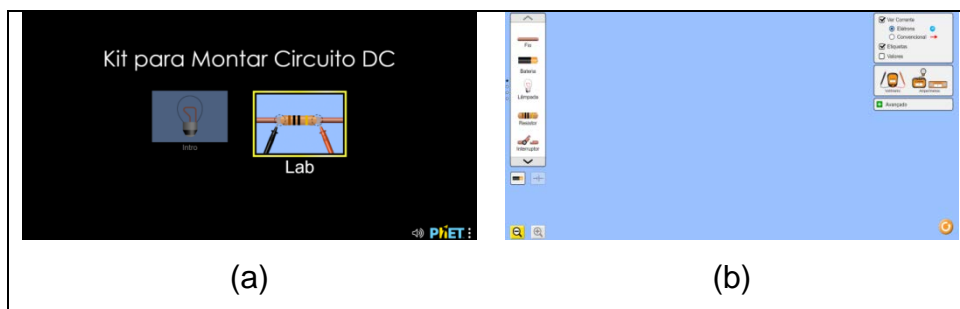 Kit para Montar Circuito DC
Intro
Lab
PhET
Fio
Bateria
Lâmpada
Resistor
Interruptor
Ver Corrente
Elétrons
Convencional
Etiquetas
Valores
Voltímetro
Amperímetros
Avançado
(a)
(b)